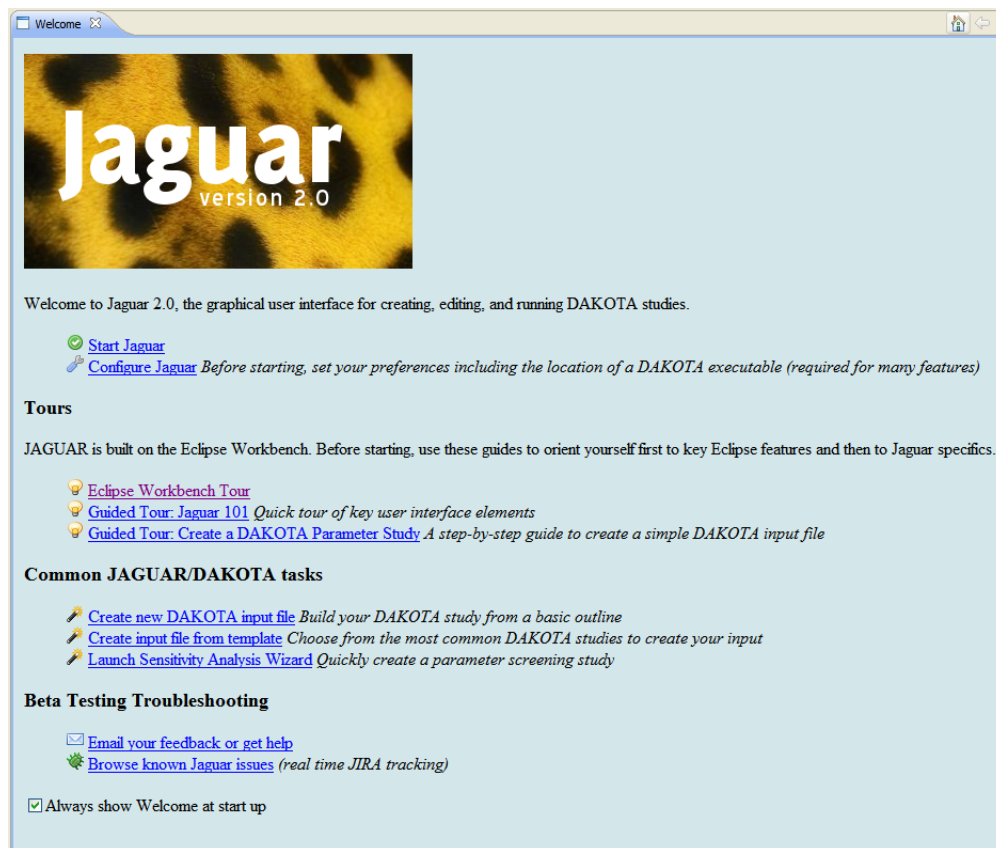 Welcome
Jaguar
version 2.0
Welcome to Jaguar 2.0, the graphical user interface for creating, editing, and running DAKOTA studies.
Start Jaguar
Configure Jaguar Before starting, set your preferences including the location of a DAKOTA executable (required for many features)
Tours
JAGUAR is built on the Eclipse Workbench. Before starting, use these guides to orient yourself first to key Eclipse features and then to Jaguar specifics.
Eclipse Workbench Tour
Guided Tour: Jaguar 101 Quick tour of key user interface elements
Guided Tour: Create a DAKOTA Parameter Study A step-by-step guide to create a simple DAKOTA input file
Common JAGUAR/DAKOTA tasks
Create new DAKOTA input file Build your DAKOTA study from a basic outline
Create input file from template Choose from the most common DAKOTA studies to create your input
Launch Sensitivity Analysis Wizard Quickly create a parameter screening study
Beta Testing Troubleshooting
Email your feedback or get help
Browse known Jaguar issues (real time JIRA tracking)
Always show Welcome at start up